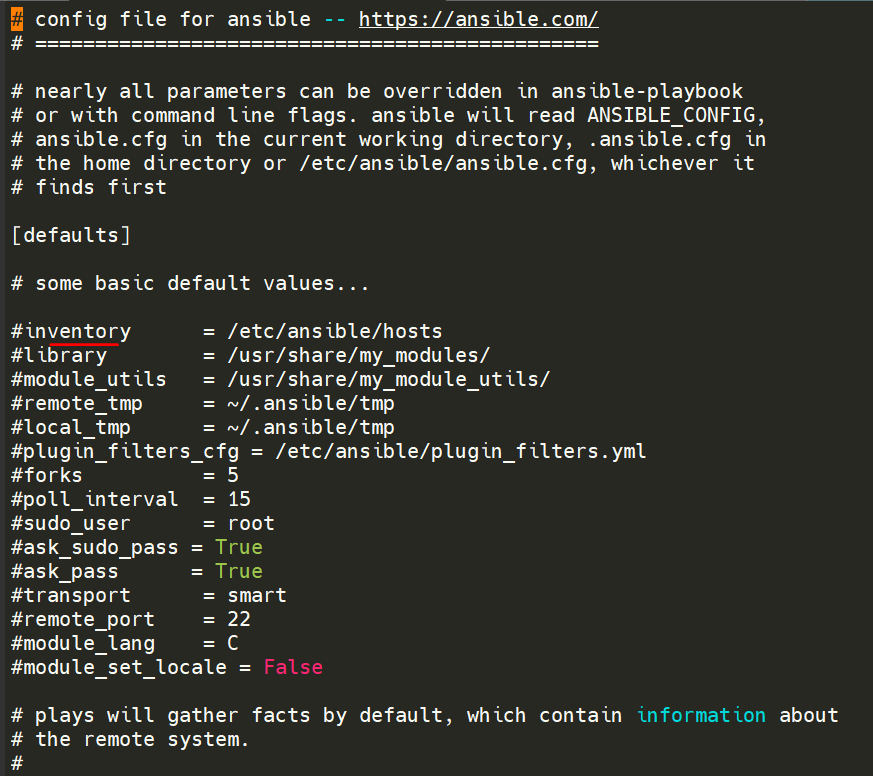 # config file for ansible -- https://ansible.com/
# ===============================================

# nearly all parameters can be overridden in ansible-playbook
# or with command line flags. ansible will read ANSIBLE_CONFIG,
# ansible.cfg in the current working directory, .ansible.cfg in
# the home directory or /etc/ansible/ansible.cfg, whichever it
# finds first

[defaults]

# some basic default values...

#inventory      = /etc/ansible/hosts
#library        = /usr/share/my_modules/
#module_utils   = /usr/share/my_module_utils/
#remote_tmp     = ~/.ansible/tmp
#local_tmp      = ~/.ansible/tmp
#plugin_filters_cfg = /etc/ansible/plugin_filters.yml
#forks          = 5
#poll_interval  = 15
#sudo_user      = root
#ask_sudo_pass = True
#ask_pass      = True
#transport      = smart
#remote_port    = 22
#module_lang    = C
#module_set_locale = False

# plays will gather facts by default, which contain information about
# the remote system.
#